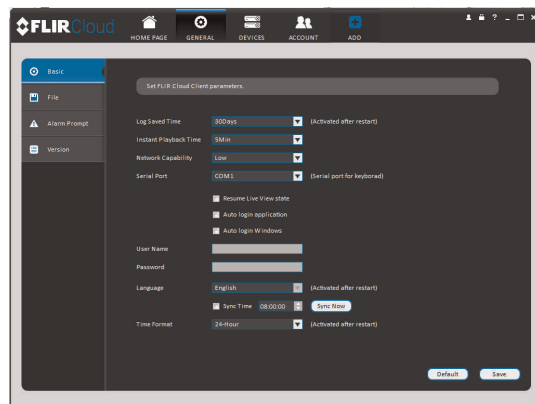 FLIR Cloud
HOME PAGE GENERAL DEVICES ACCOUNT ADD
Basic
File
Alarm Prompt
Version
Set FLIR Cloud Client parameters.
Log Saved Time 30Days (Activated after restart)
Instant Playback Time 5Min
Network Capability Low
Serial Port COM1 (Serial port for keyborad)
Resume Live View state
Auto login application
Auto login Windows
User Name
Password
Language English (Activated after restart)
Sync Time 08:00:00 Sync Now
Time Format 24-Hour (Activated after restart)
Default Save